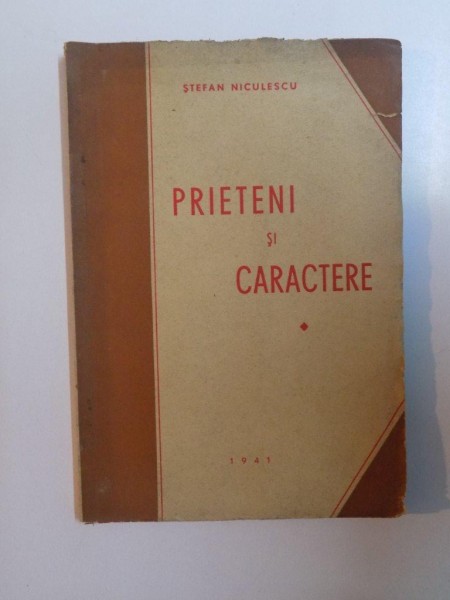 ȘTEFAN NICULESCU
PRIETENI
ȘI
CARACTERE
1941